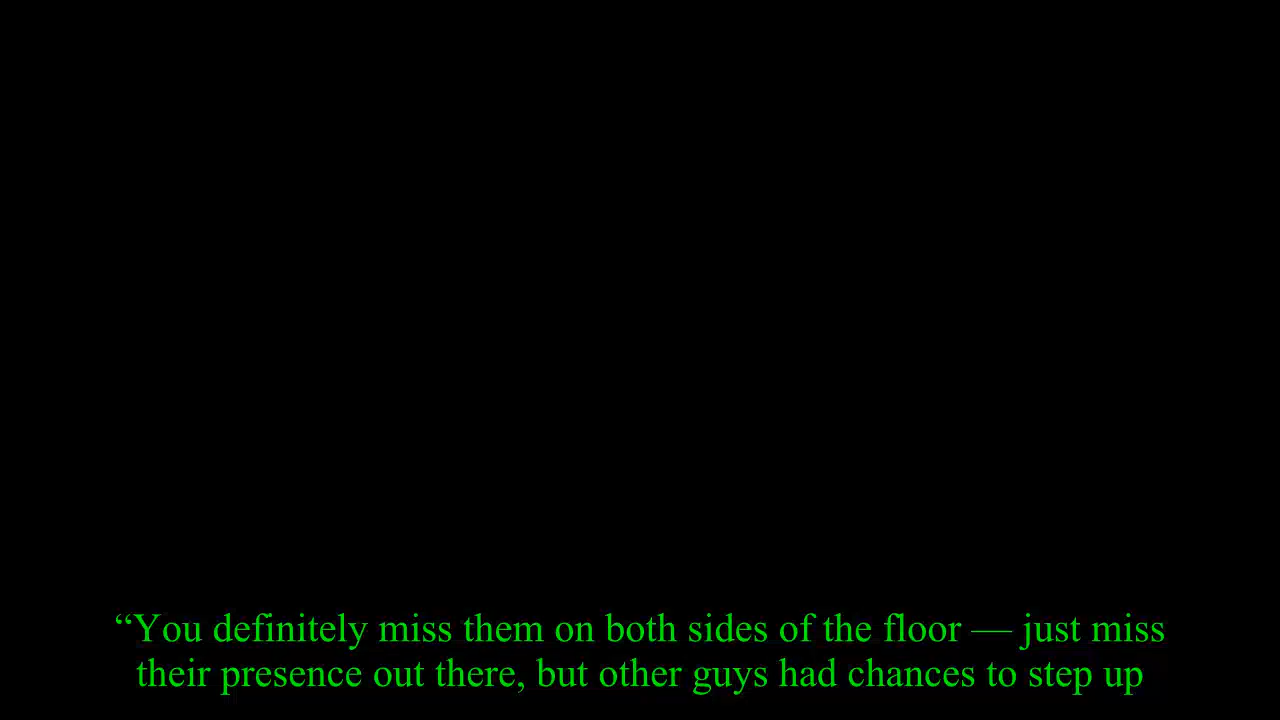 “You definitely miss them on both sides of the floor — just miss
their presence out there, but other guys had chances to step up